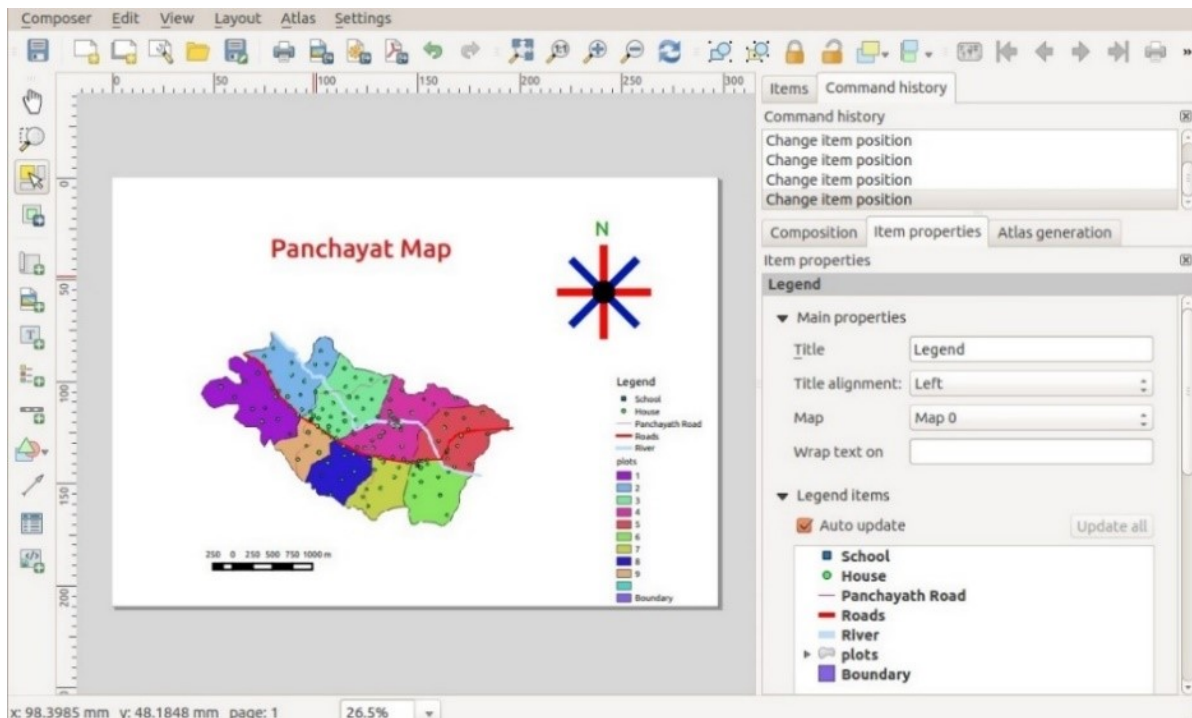 Composer Edit View Layout Atlas Settings
0 50 100 150 200 250 300
Items Command history
Command history
Change item position
Change item position
Change item position
Change item position
Composition Item properties Atlas generation
Item properties
Legend
Main properties
Title Legend
Title alignment: Left
Map Map 0
Wrap text on
Legend items
Auto update Update all
School
House
Panchayath Road
Roads
River
plots
Boundary
0
50
100
150
200
Panchayat Map
N
Legend
School
House
Panchayath Road
Roads
River
plots
1
2
3
4
5
6
7
8
9
Boundary
250 0 250 500 750 1000 m
x: 98.3985 mm y: 48.1848 mm page: 1 26.5%